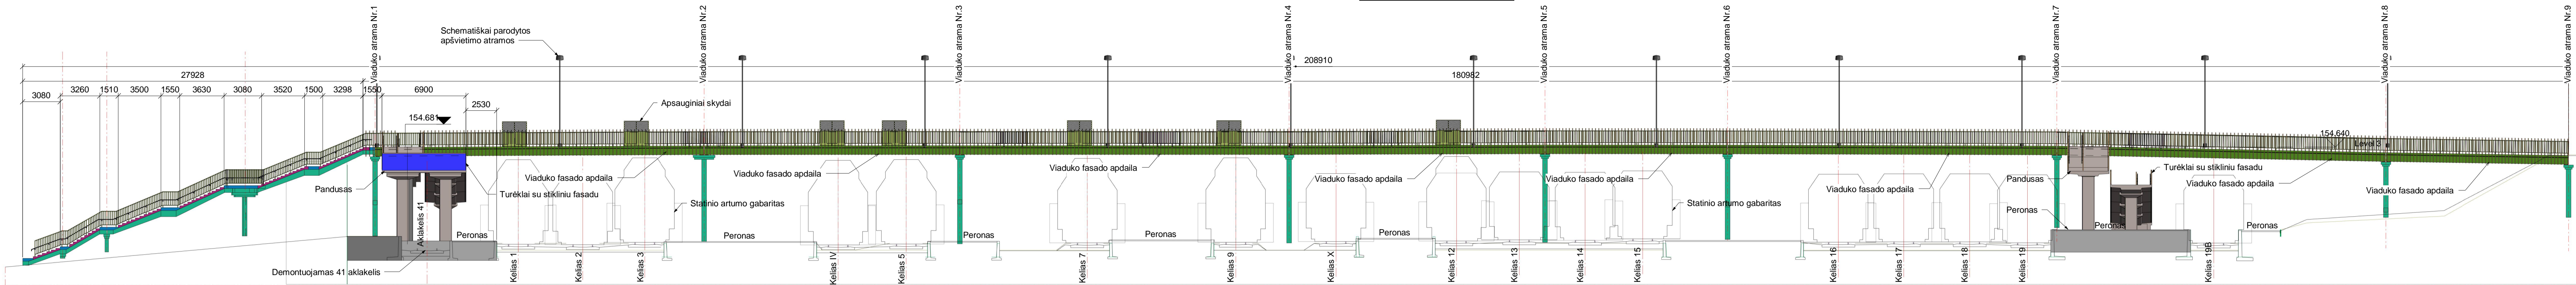 Viaduko atrama Nr.1
Viaduko atrama Nr.2
Viaduko atrama Nr.3
Viaduko atrama Nr.4
Viaduko atrama Nr.5
Viaduko atrama Nr.6
Viaduko atrama Nr.7
Viaduko atrama Nr.8
Viaduko atrama Nr.9
Schematiškai parodytos
apšvietimo atramos
208910
27928
180982
3080
3260
1510
3500
1550
3630
3080
3520
1500
3298
1550
6900
2530
154.681
Apsauginiai skydai
154.640
Level 3
Pandusas
Turėklai su stikliniu fasadu
Viaduko fasado apdaila
Viaduko fasado apdaila
Viaduko fasado apdaila
Viaduko fasado apdaila
Viaduko fasado apdaila
Viaduko fasado apdaila
Viaduko fasado apdaila
Viaduko fasado apdaila
Statinio artumo gabaritas
Statinio artumo gabaritas
Pandusas
Turėklai su stikliniu fasadu
Aklakelis 41
Demontuojamas 41 aklakelis
Peronas
Peronas
Peronas
Peronas
Peronas
Peronas
Peronas
Kelias 1
Kelias 2
Kelias 3
Kelias IV
Kelias 5
Kelias 7
Kelias 9
Kelias X
Kelias 12
Kelias 13
Kelias 14
Kelias 15
Kelias 16
Kelias 17
Kelias 18
Kelias 19
Kelias 19B